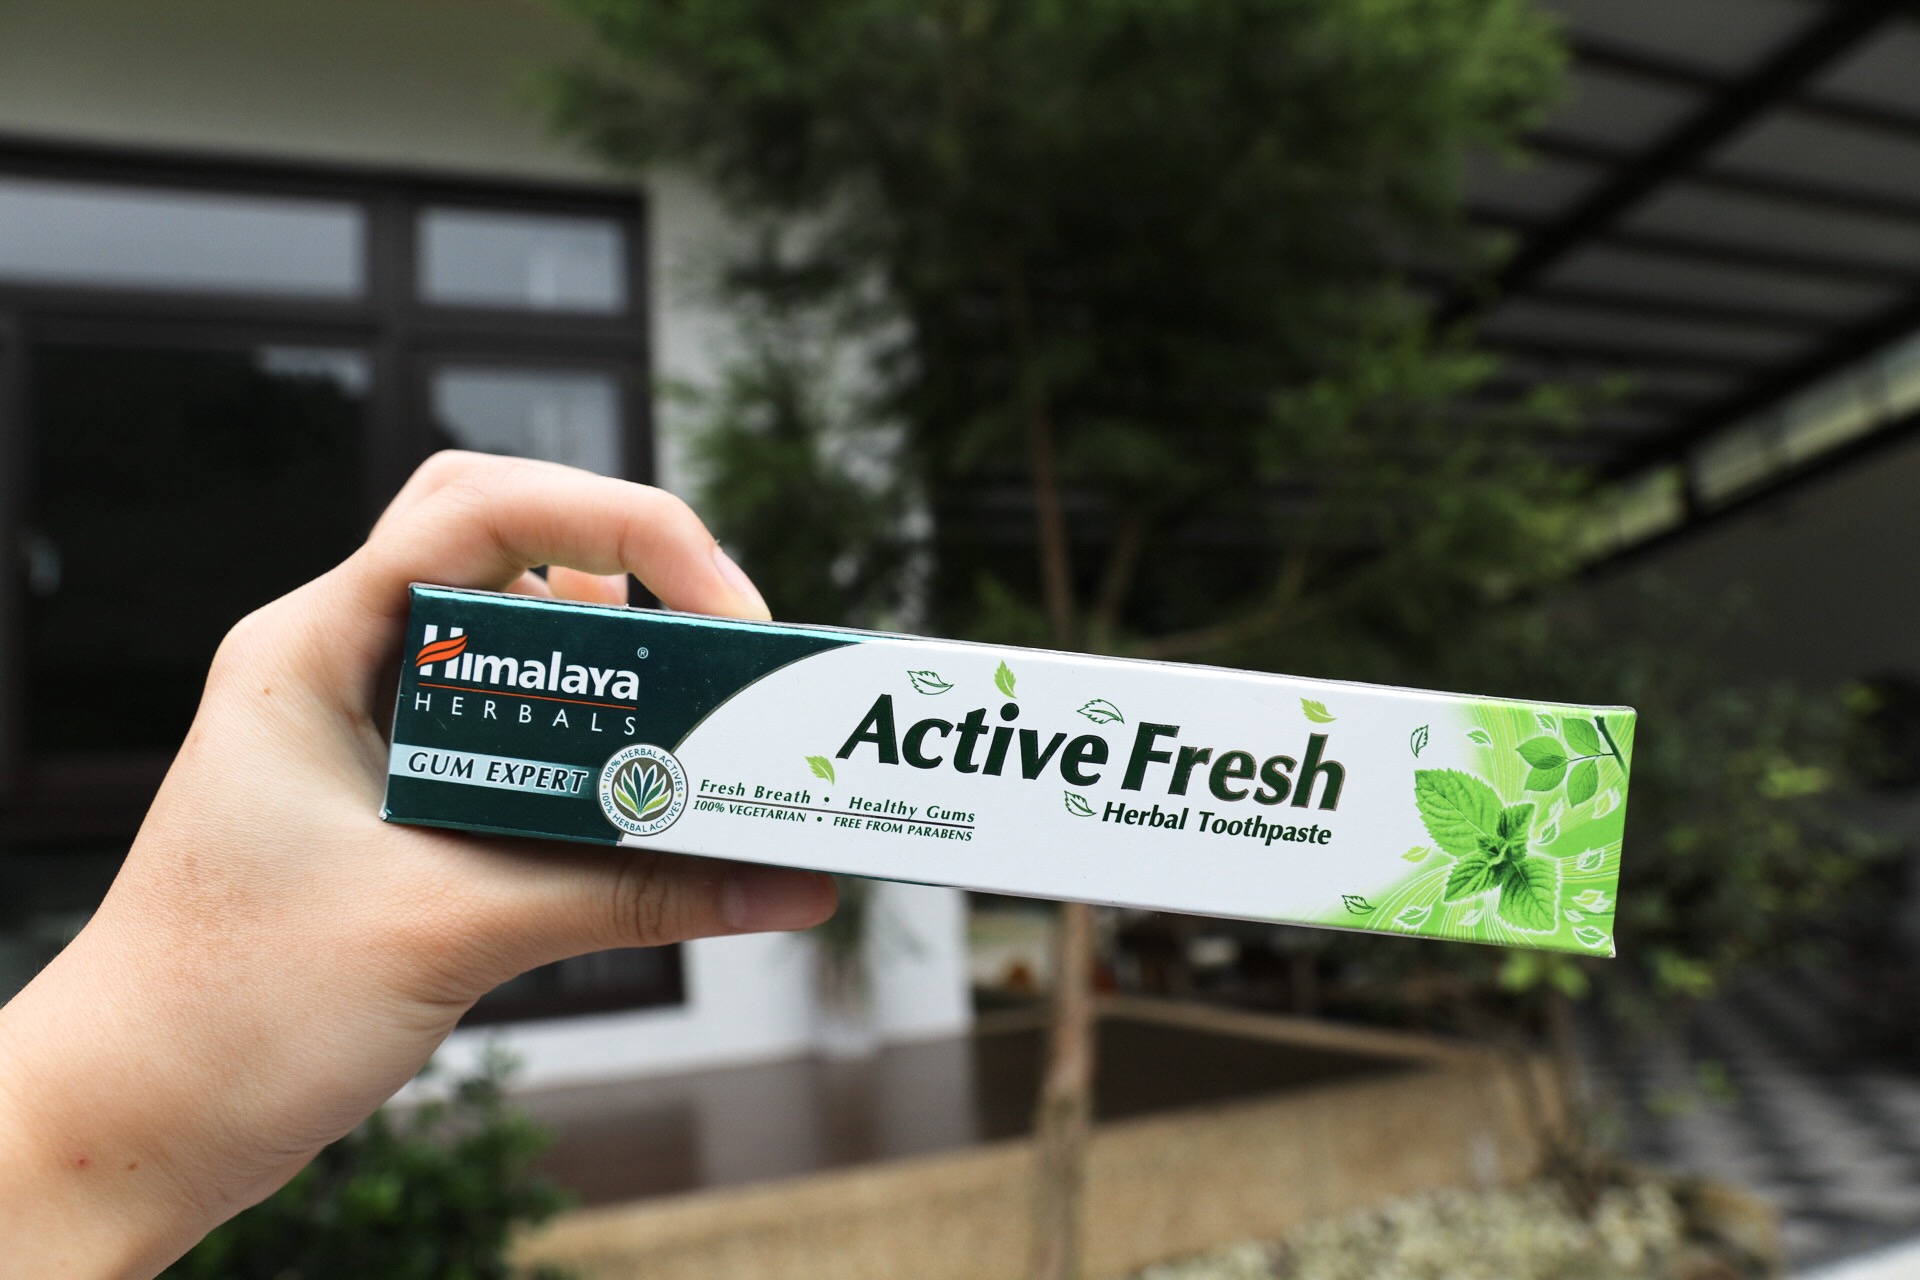 Himalaya®
HERBALS
GUM EXPERT
100% HERBAL ACTIVES
100% HERBAL ACTIVES
Active Fresh
Herbal Toothpaste
Fresh Breath • Healthy Gums
100% VEGETARIAN • FREE FROM PARABENS